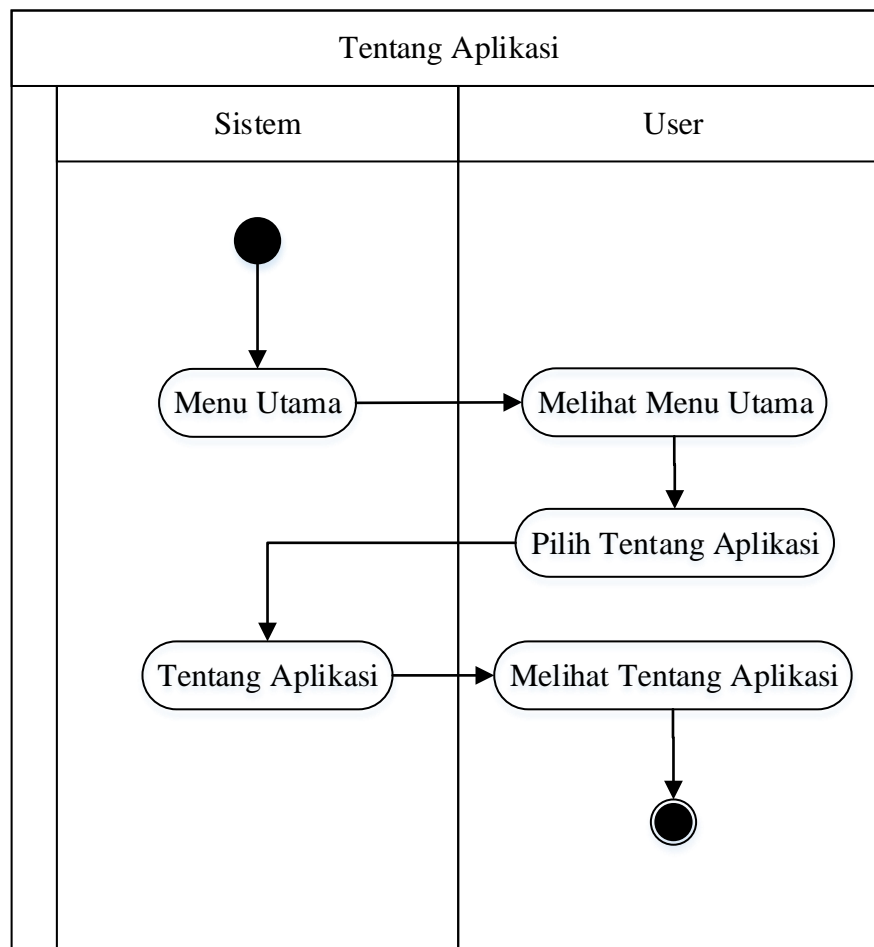 Tentang Aplikasi
Sistem
User
Menu Utama
Melihat Menu Utama
Pilih Tentang Aplikasi
Tentang Aplikasi
Melihat Tentang Aplikasi